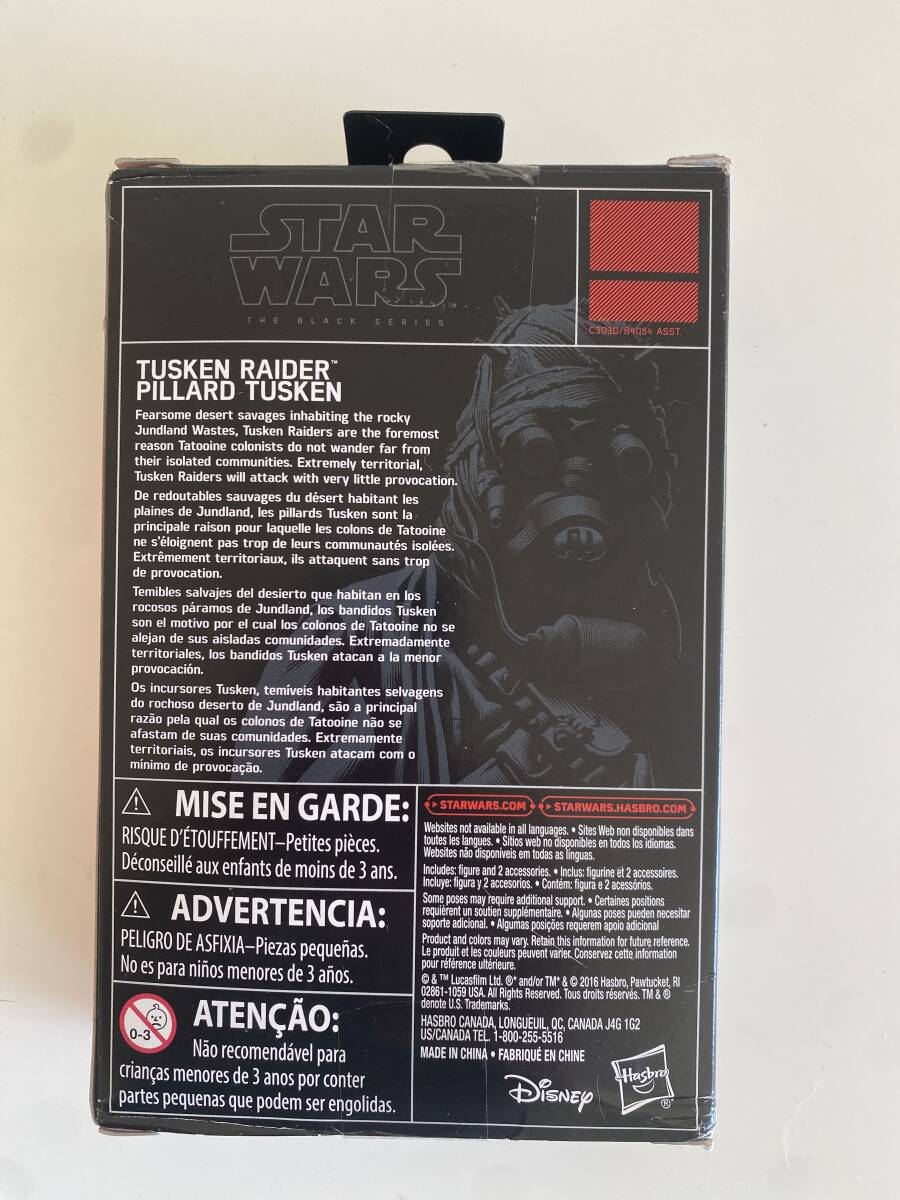 STAR
WARS™
THE BLACK SERIES
C3030/B4054 ASST.
TUSKEN RAIDER™
PILLARD TUSKEN
Fearsome desert savages inhabiting the rocky
Jundland Wastes, Tusken Raiders are the foremost
reason Tatooine colonists do not wander far from
their isolated communities. Extremely territorial,
Tusken Raiders will attack with very little provocation.
De redoutables sauvages du désert habitant les
plaines de Jundland, les pillards Tusken sont la
principale raison pour laquelle les colons de Tatooine
ne s'éloignent pas trop de leurs communautés isolées.
Extrêmement territoriaux, ils attaquent sans trop
de provocation.
Temibles salvajes del desierto que habitan en los
rocosos páramos de Jundland, los bandidos Tusken
son el motivo por el cual los colonos de Tatooine no se
alejan de sus aisladas comunidades. Extremadamente
territoriales, los bandidos Tusken atacan a la menor
provocación.
Os incursores Tusken, temíveis habitantes selvagens
do rochoso deserto de Jundland, são a principal
razão pela qual os colonos de Tatooine não se
afastam de suas comunidades. Extremamente
territoriais, os incursores Tusken atacam com o
mínimo de provocação.
MISE EN GARDE:
RISQUE D'ÉTOUFFEMENT–Petites pièces.
Déconseillé aux enfants de moins de 3 ans.
ADVERTENCIA:
PELIGRO DE ASFIXIA–Piezas pequeñas.
No es para niños menores de 3 años.
0-3
ATENÇÃO:
Não recomendável para
crianças menores de 3 anos por conter
partes pequenas que podem ser engolidas.
STARWARS.COM STARWARS.HASBRO.COM
Websites not available in all languages. • Sites Web non disponibles dans
toutes les langues. • Sitios web no disponibles en todos los idiomas.
Websites não disponíveis em todas as línguas.
Includes: figure and 2 accessories. • Inclus: figurine et 2 accessoires.
Incluye: figura y 2 accesorios. • Contém: figura e 2 acessórios.
Some poses may require additional support. • Certaines positions
requièrent un soutien supplémentaire. • Algunas poses pueden necesitar
soporte adicional. • Algumas posições requerem apoio adicional
Product and colors may vary. Retain this information for future reference.
Le produit et les couleurs peuvent varier. Conservez cette information
pour référence ultérieure.
© & ™ Lucasfilm Ltd. ®* and/or TM* & © 2016 Hasbro, Pawtucket, RI
02861-1059 USA. All Rights Reserved. Tous droits réservés. TM & ®
denote U.S. Trademarks.
HASBRO CANADA, LONGUEUIL, QC, CANADA J4G 1G2
US/CANADA TEL. 1-800-255-5516
MADE IN CHINA • FABRIQUÉ EN CHINE
Disney
Hasbro
®